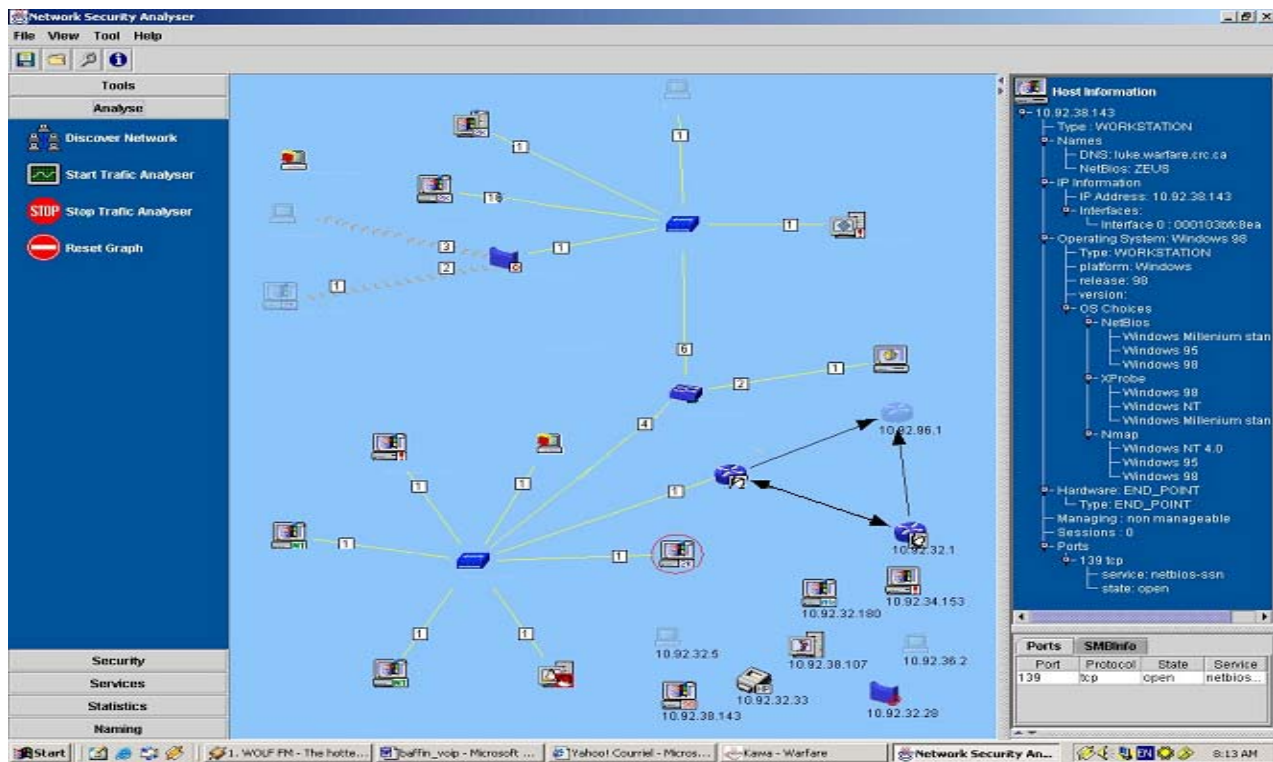 Network Security Analyser
File View Tool Help
Tools
Analyse
Discover Network
Start Trafic Analyser
STOP Stop Trafic Analyser
Reset Graph
Security
Services
Statistics
Naming
1
1
18
1
3
1
2
1
6
1
2
4
10.92.96.1
1
1
1
1
1
10.92.32.1
10.92.34.153
10.92.32.180
1
1
10.92.32.5
10.92.38.107
10.92.36.2
10.92.32.33
10.92.38.143
10.92.32.28
Host Information
10.92.38.143
Type : WORKSTATION
Names
DNS: luke.warfare.crc.ca
NetBios: ZEUS
IP Information
IP Address: 10.92.38.143
Interfaces:
Interface 0 : 000103bfc8ea
Operating System: Windows 98
Type: WORKSTATION
platform: Windows
release: 98
version:
OS Choices
NetBios
Windows Millenium stan
Windows 95
Windows 98
XProbe
Windows 98
Windows NT
Windows Millenium stan
Nmap
Windows NT 4.0
Windows 95
Windows 98
Hardware: END_POINT
Type: END_POINT
Managing : non manageable
Sessions : 0
Ports
139 tcp
service: netbios-ssn
state: open
Ports SMBInfo
Port Protocol State Service
139 tcp open netbios...
Start 1. WOLF FM - The hotte... baffin_voip - Microsoft ... Yahoo! Courriel - Micros... Kawa - Warfare Network Security An... EN 8:13 AM